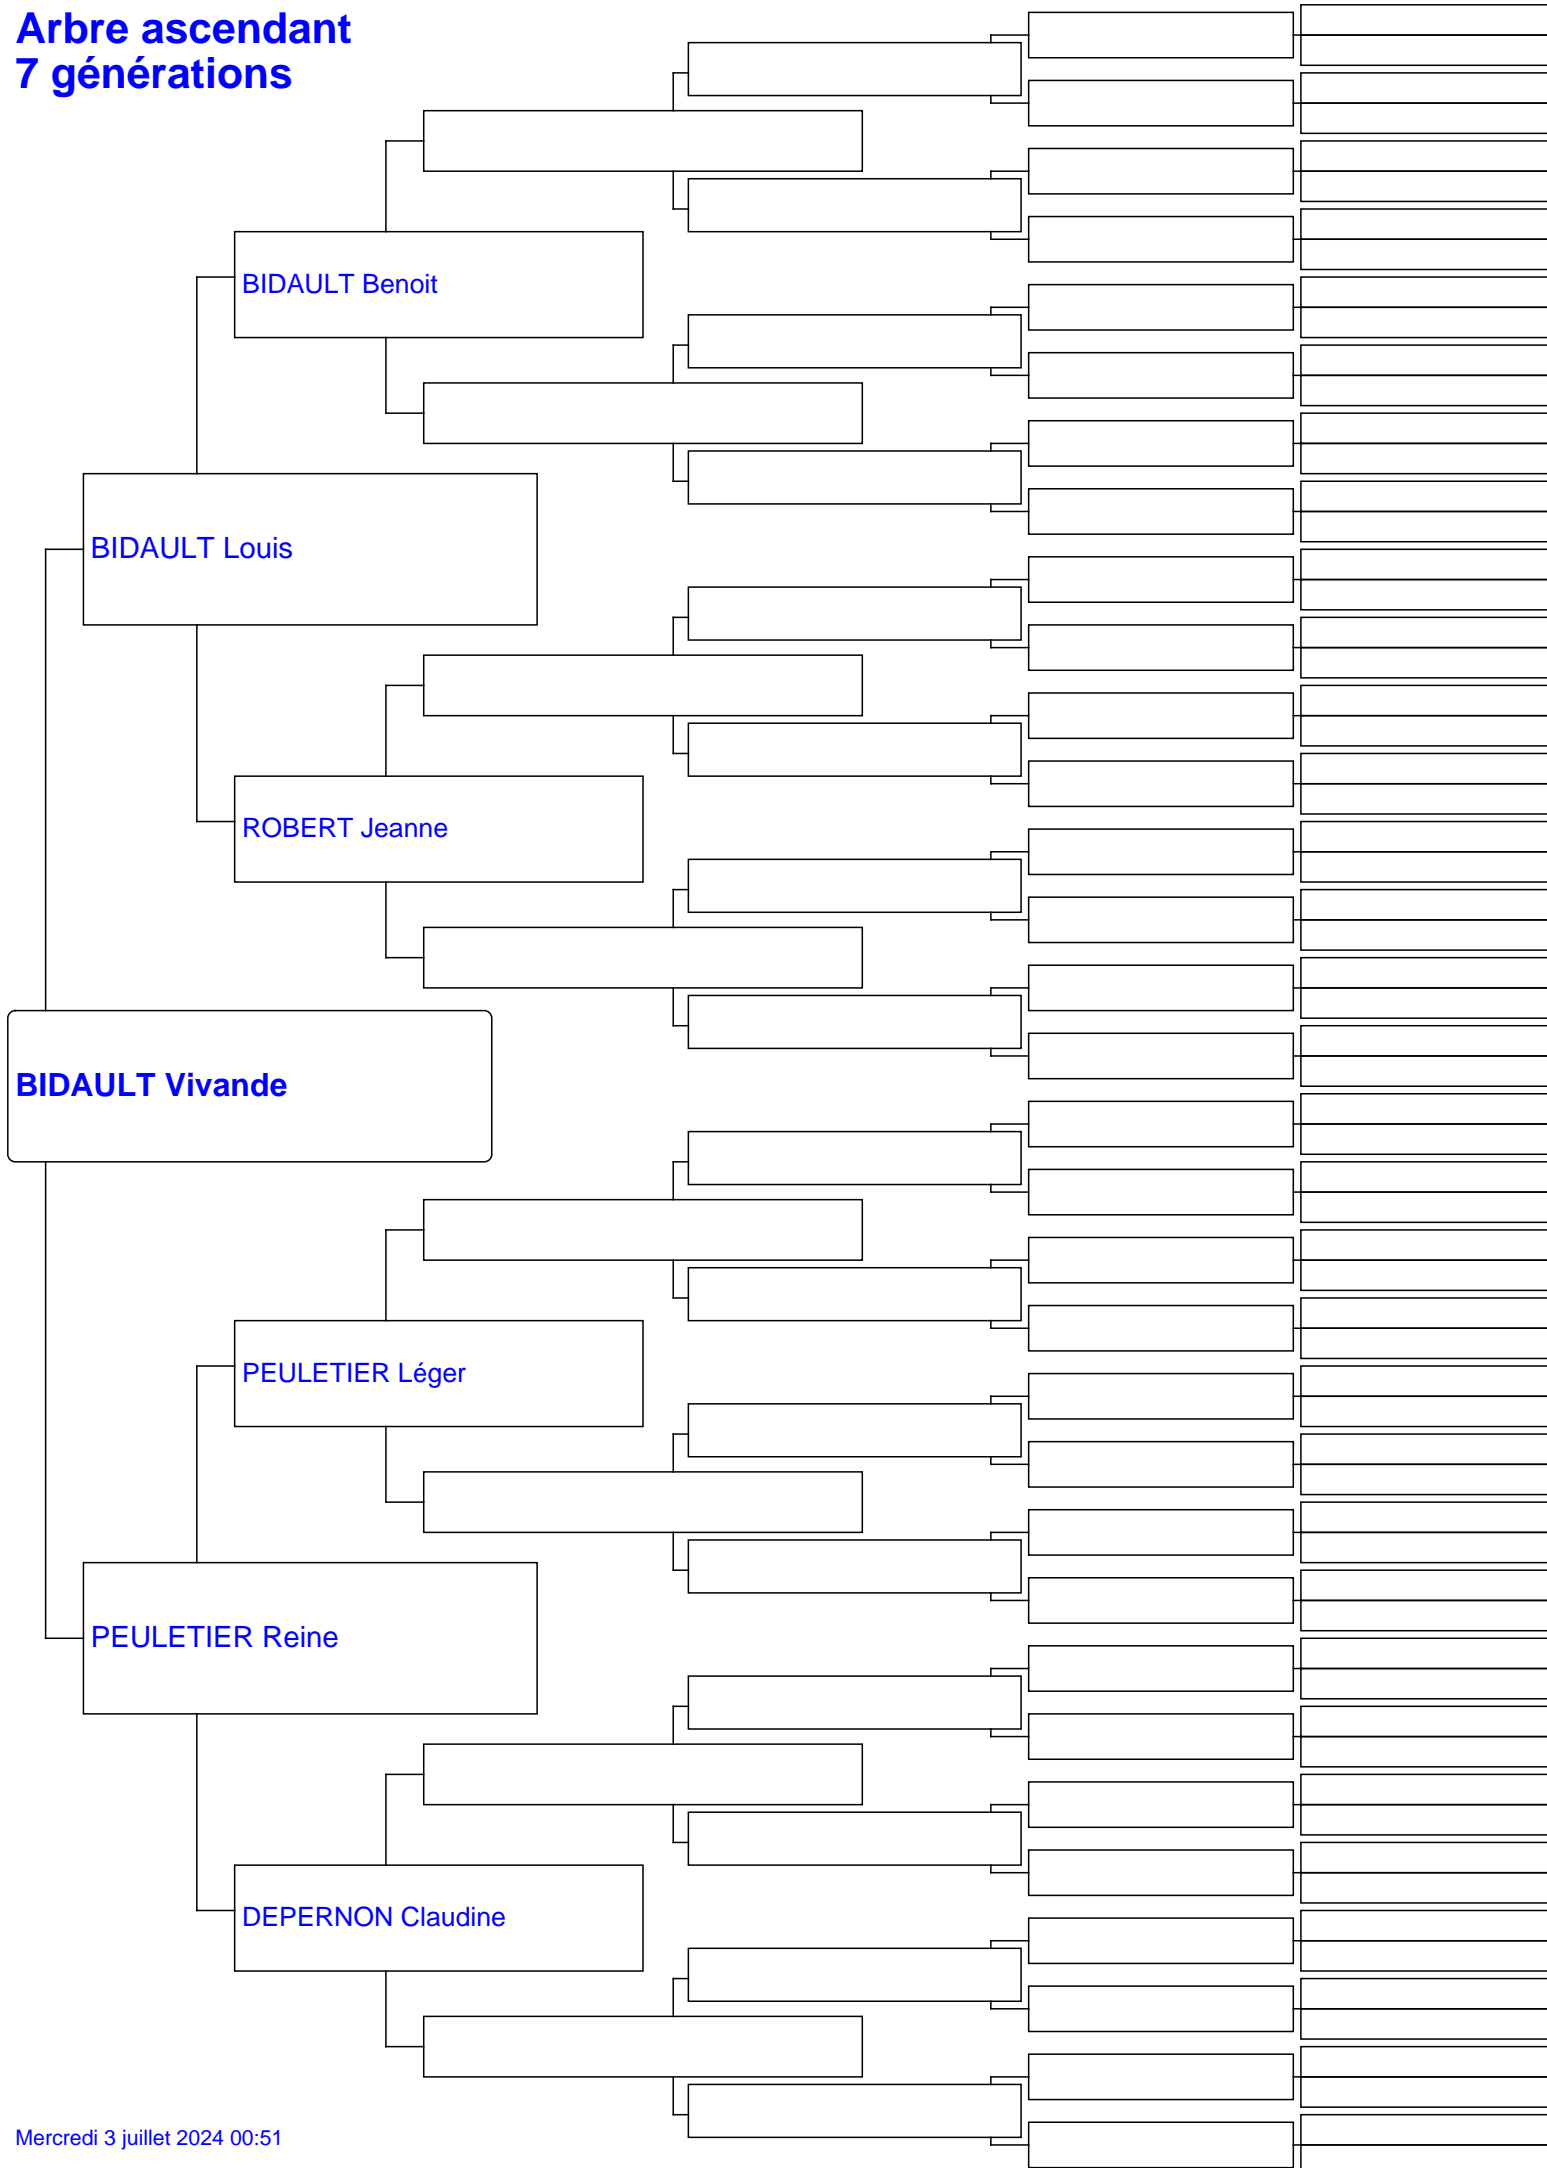 Arbre ascendant
7 générations
BIDAULT Benoit
BIDAULT Louis
ROBERT Jeanne
BIDAULT Vivande
PEULETIER Léger
PEULETIER Reine
DEPERNON Claudine
Mercredi 3 juillet 2024 00:51